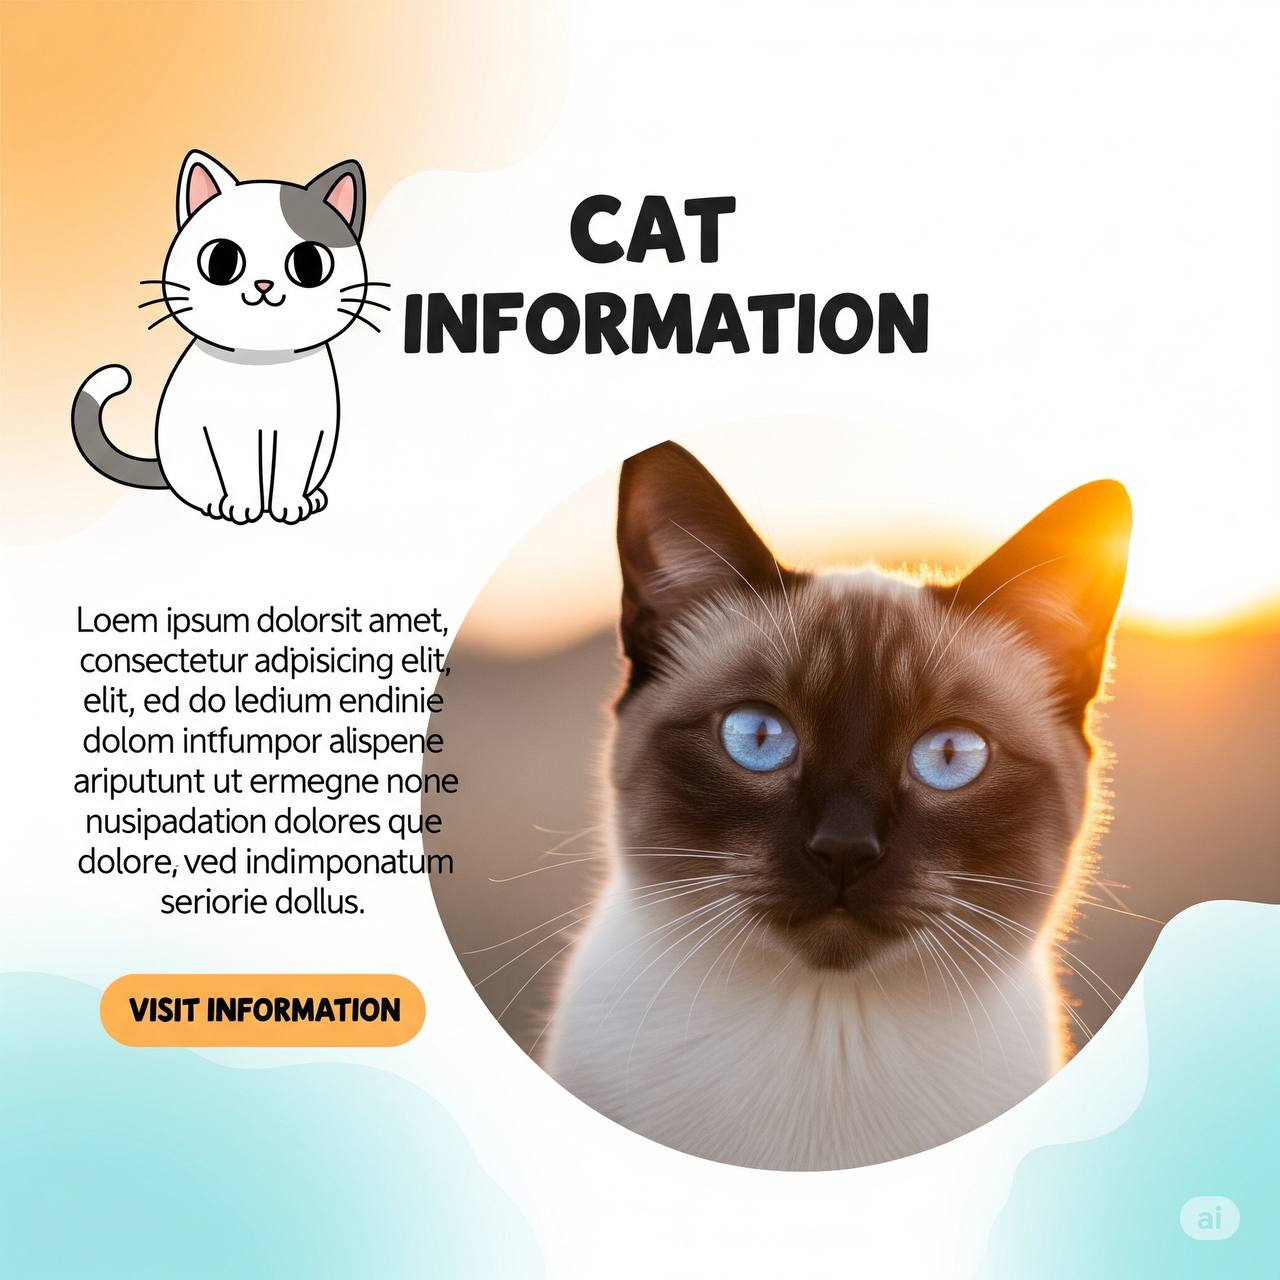 CAT
INFORMATION
Loem ipsum dolorsit amet,
consectetur adpisicing elit,
elit, ed do ledium endinie
dolom intfumpor alispene
ariputunt ut ermegne none
nusipadation dolores que
dolore, ved indimponatum
seriorie dollus.
VISIT INFORMATION
ai